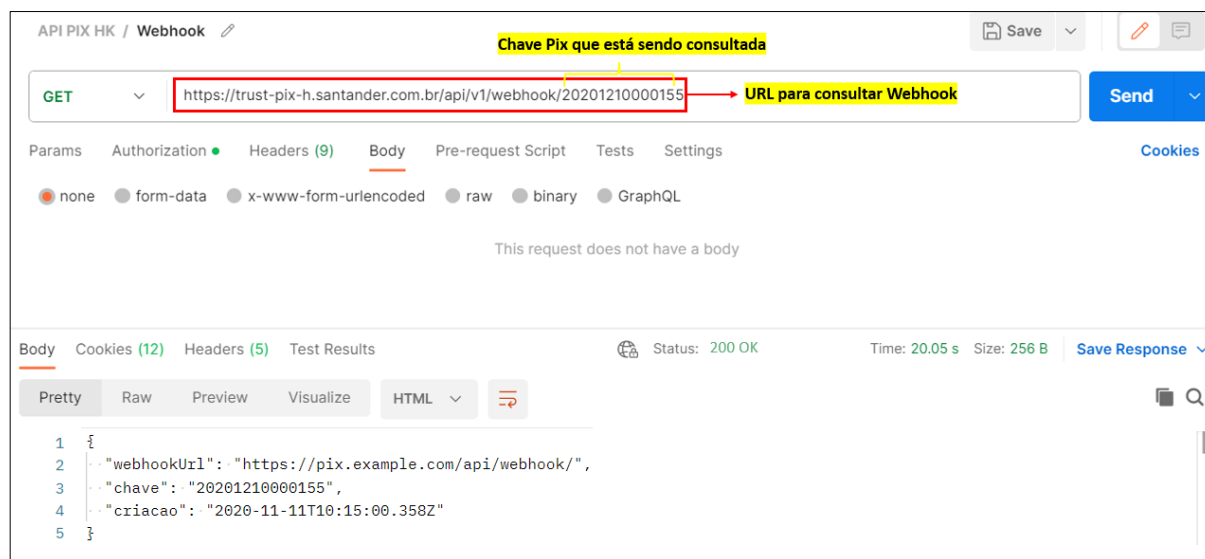 API PIX HK / Webhook
Save
Chave Pix que está sendo consultada
GET https://trust-pix-h.santander.com.br/api/v1/webhook/20201210000155 URL para consultar Webhook Send
Params Authorization Headers (9) Body Pre-request Script Tests Settings Cookies
none form-data x-www-form-urlencoded raw binary GraphQL
This request does not have a body
Body Cookies (12) Headers (5) Test Results Status: 200 OK Time: 20.05 s Size: 256 B Save Response
Pretty Raw Preview Visualize HTML
1 {
2 "webhookUrl": "https://pix.example.com/api/webhook/",
3 "chave": "20201210000155",
4 "criacao": "2020-11-11T10:15:00.358Z"
5 }